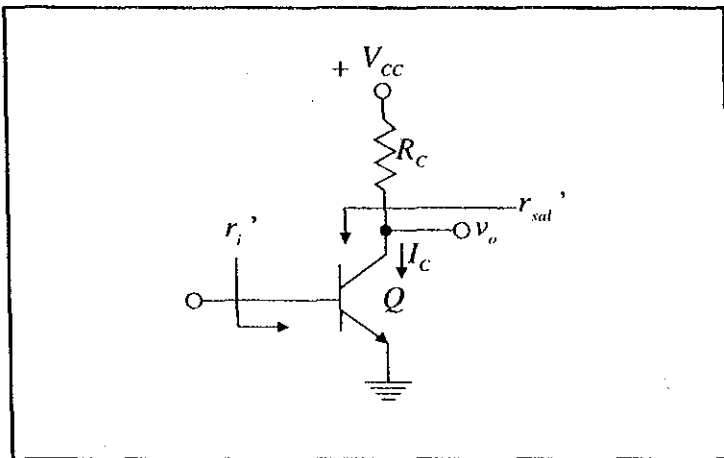 + V_CC
R_C
r_i' r_sal'
v_o
I_C
Q